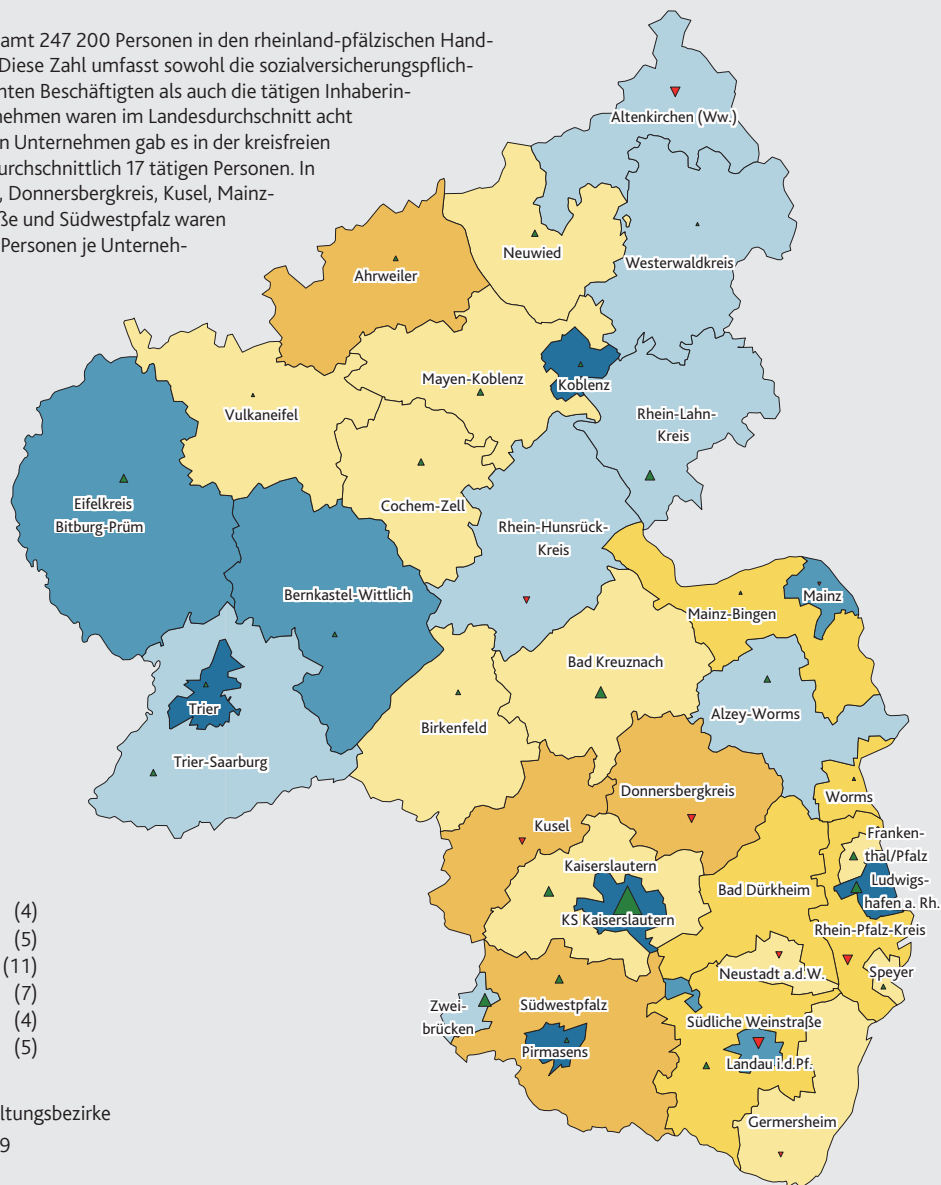 amt 247 200 Personen in den rheinland-pfälzischen Hand-
Diese Zahl umfasst sowohl die sozialversicherungspflich-
nten Beschäftigten als auch die tätigen Inhaberin-
nehmen waren im Landesdurchschnitt acht
n Unternehmen gab es in der kreisfreien
durchschnittlich 17 tätigen Personen. In
, Donnersbergkreis, Kusel, Mainz-
ße und Südwestpfalz waren
Personen je Unterneh-
Altenkirchen (Ww.)
Neuwied
Westerwaldkreis
Ahrweiler
Mayen-Koblenz
Koblenz
Vulkaneifel
Rhein-Lahn-
Kreis
Cochem-Zell
Eifelkreis
Bitburg-Prüm
Rhein-Hunsrück-
Kreis
Bernkastel-Wittlich
Mainz
Mainz-Bingen
Bad Kreuznach
Trier
Alzey-Worms
Birkenfeld
Trier-Saarburg
Donnersbergkreis
Worms
Kusel
Franken-
thal/Pfalz
Kaiserslautern
Ludwigs-
hafen a. Rh.
Bad Dürkheim
KS Kaiserslautern
Rhein-Pfalz-Kreis
Neustadt a.d.W.
Speyer
Zwei-
brücken
Südwestpfalz
Südliche Weinstraße
Pirmasens
Landau i.d.Pf.
Germersheim
(4)
(5)
(11)
(7)
(4)
(5)
ltungsbezirke
9